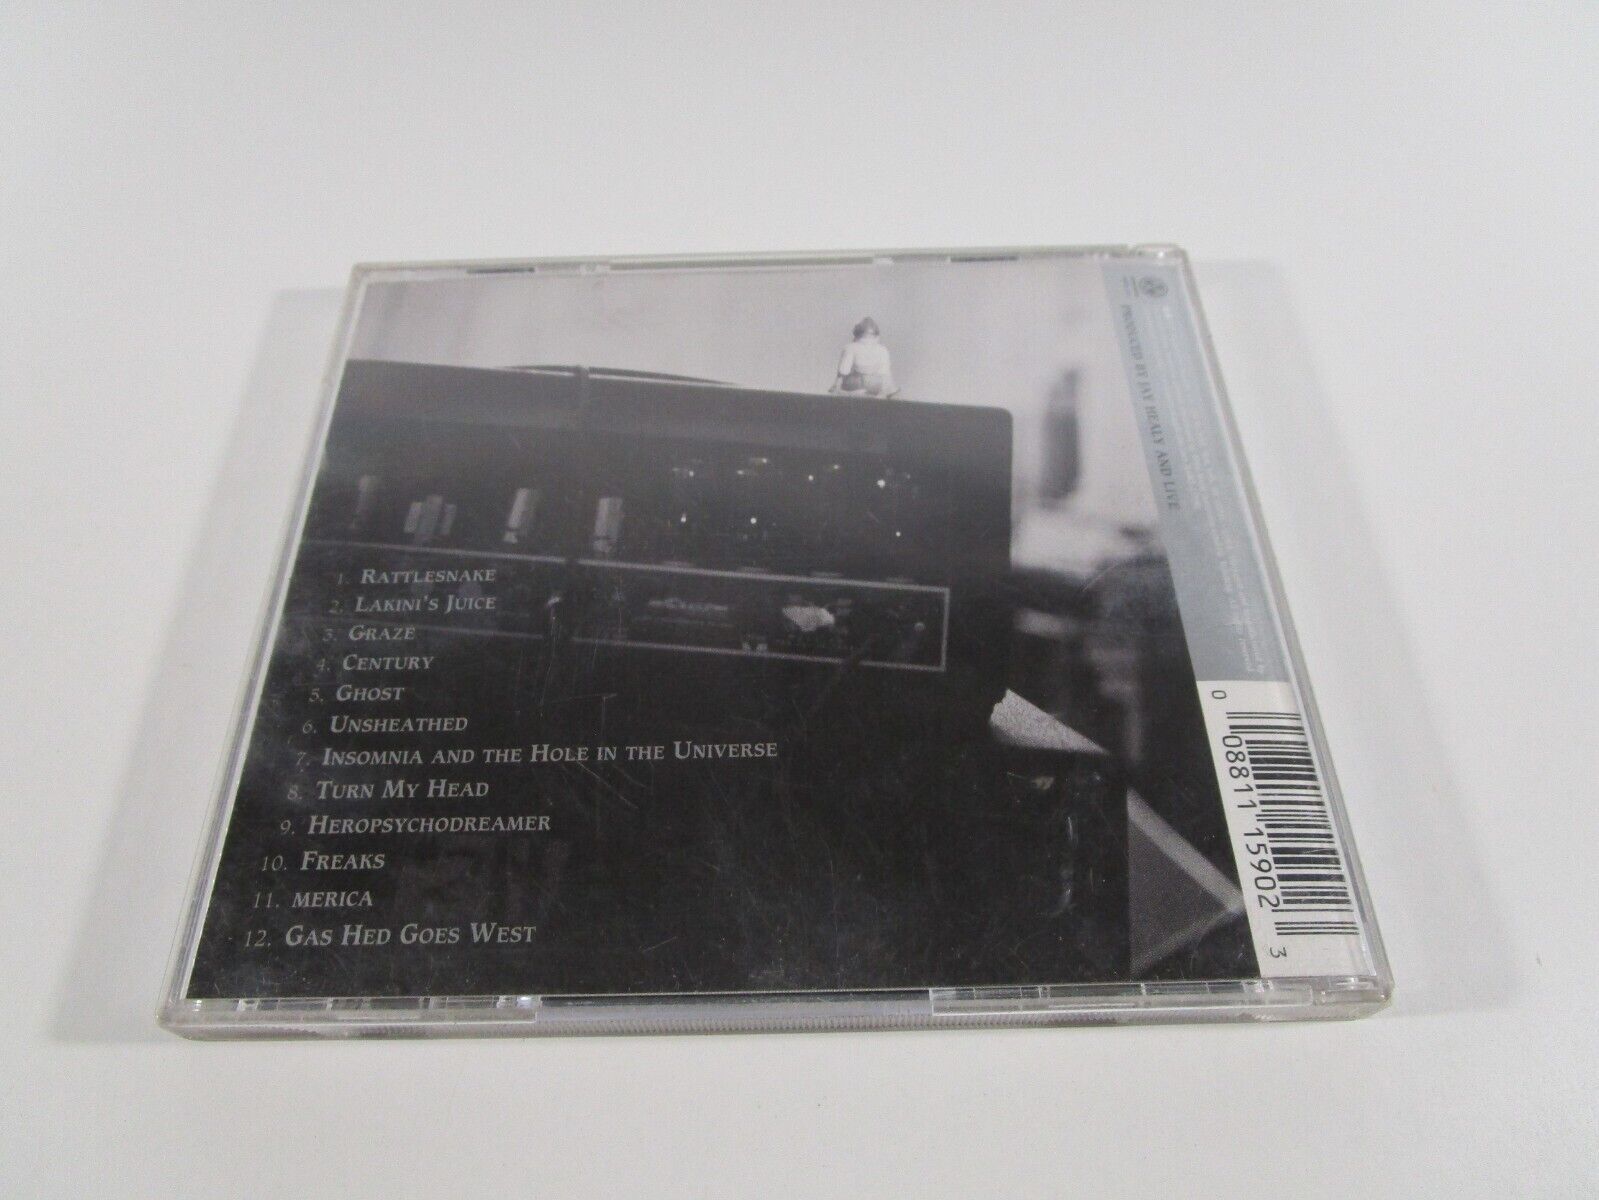 1. RATTLESNAKE
2. LAKINI'S JUICE
3. GRAZE
4. CENTURY
5. GHOST
6. UNSHEATHED
7. INSOMNIA AND THE HOLE IN THE UNIVERSE
8. TURN MY HEAD
9. HEROPSYCHODREAMER
10. FREAKS
11. MERICA
12. GAS HED GOES WEST
PRODUCED BY JAY HEALY AND LIVE
0 08811 15902 3